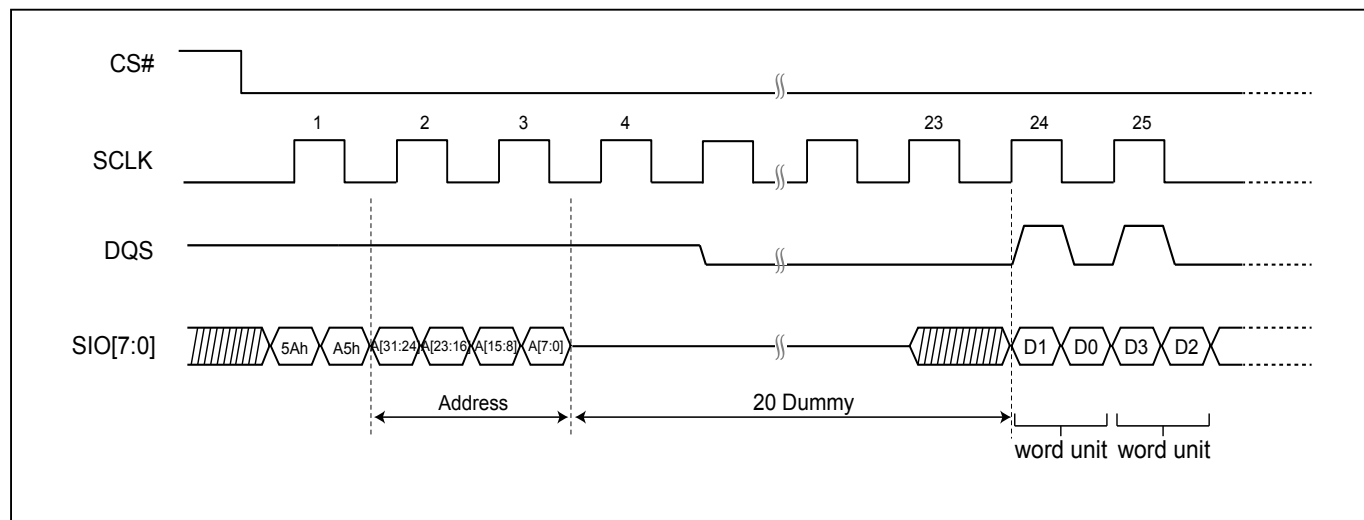 CS#
1 2 3 4 23 24 25
SCLK
DQS
SIO[7:0] 5Ah A5h A[31:24] A[23:16] A[15:8] A[7:0] D1 D0 D3 D2
Address 20 Dummy
word unit word unit